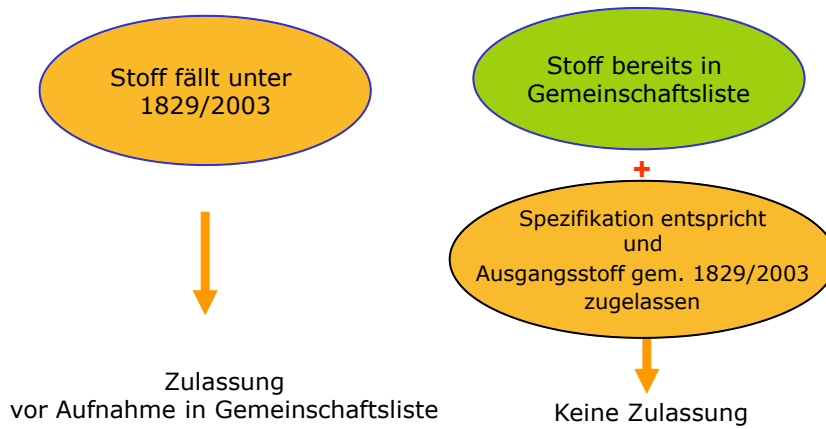 Stoff fällt unter
1829/2003
Zulassung
vor Aufnahme in Gemeinschaftsliste
Stoff bereits in
Gemeinschaftsliste
+
Spezifikation entspricht
und
Ausgangsstoff gem. 1829/2003
zugelassen
Keine Zulassung